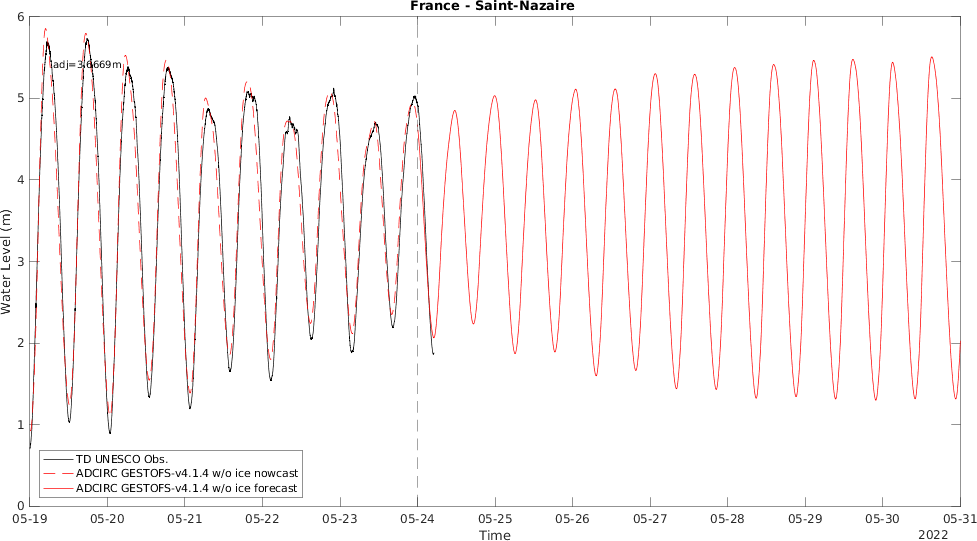 France - Saint-Nazaire
6
5
4
3
2
1
0
Water Level (m)
adj=3.6669m
TD UNESCO Obs.
ADCIRC GESTOFS-v4.1.4 w/o ice nowcast
ADCIRC GESTOFS-v4.1.4 w/o ice forecast
05-19 05-20 05-21 05-22 05-23 05-24 05-25 05-26 05-27 05-28 05-29 05-30 05-31
Time
2022